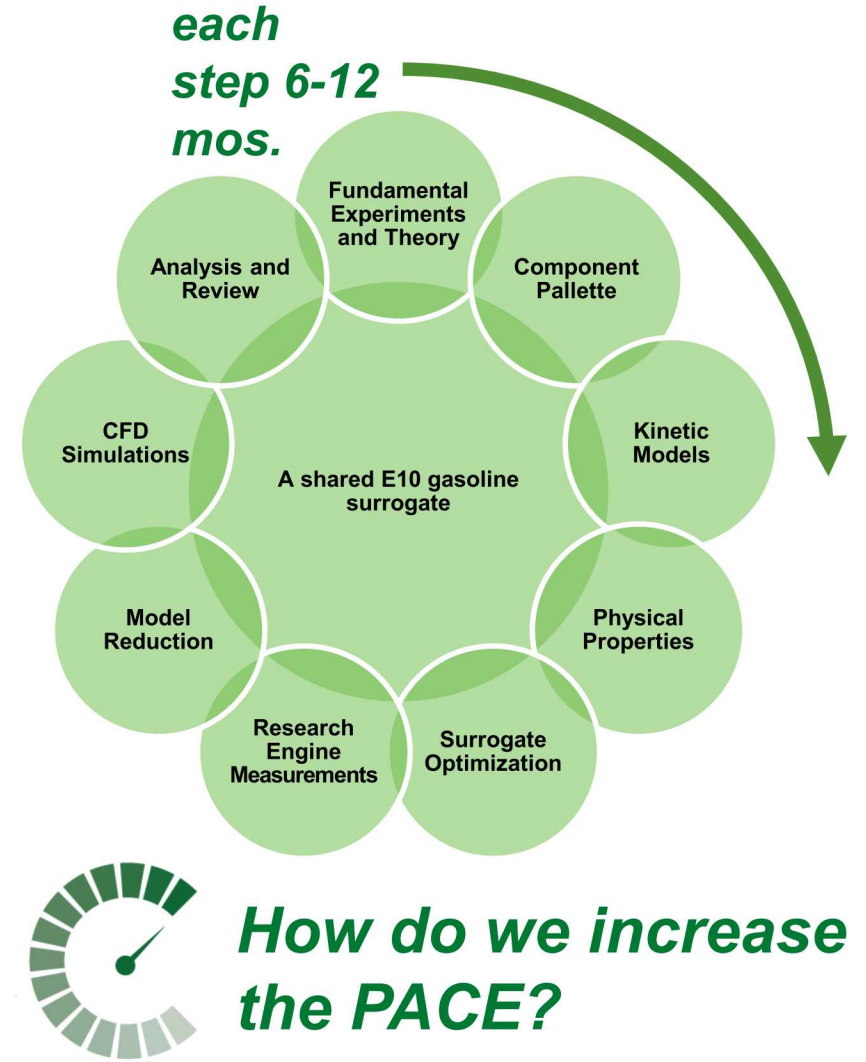 each
step 6-12
mos.
Fundamental
Experiments
and Theory
Component
Pallette
Kinetic
Models
Physical
Properties
Surrogate
Optimization
Research
Engine
Measurements
Model
Reduction
CFD
Simulations
Analysis and
Review
A shared E10 gasoline
surrogate
How do we increase
the PACE?